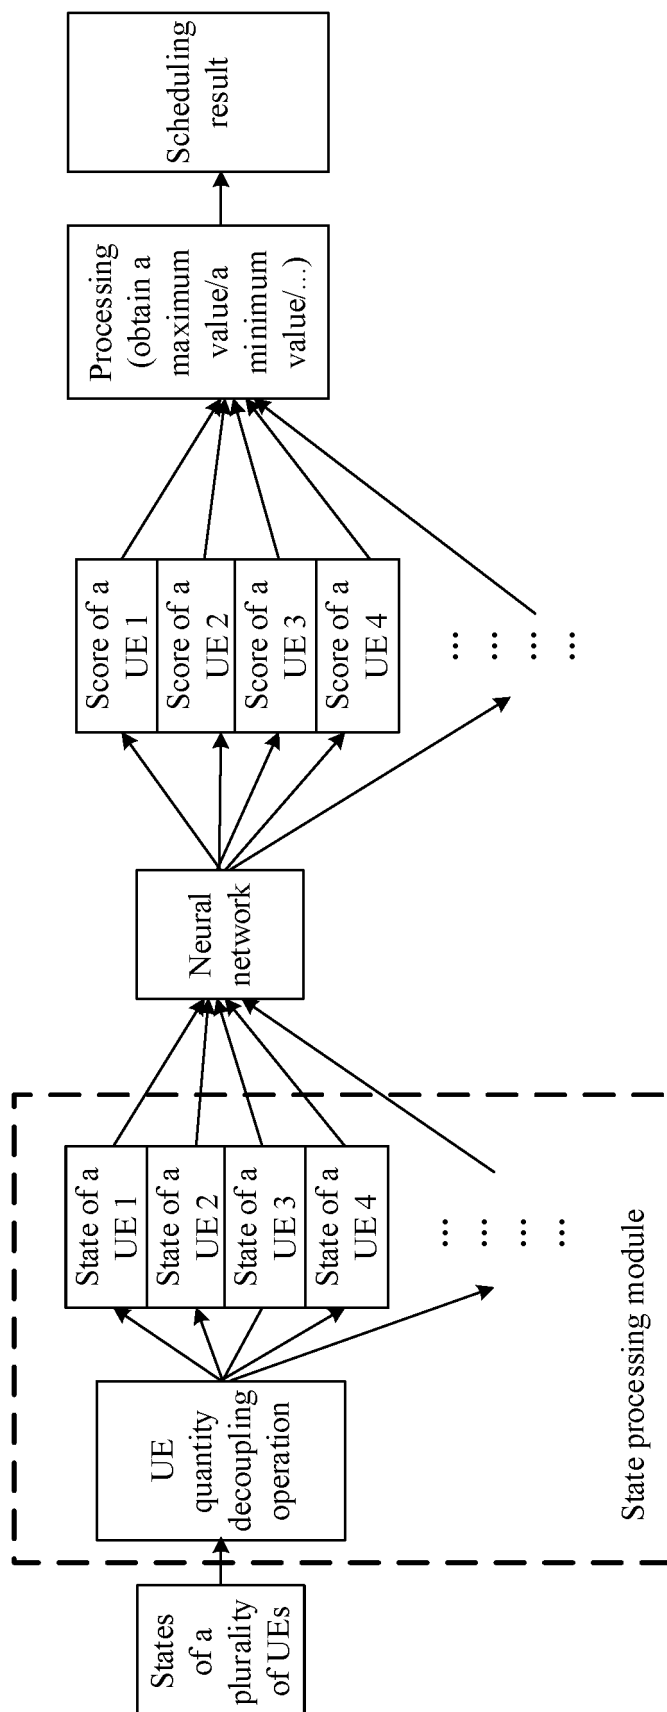 States
of a
plurality
of UEs
UE
quantity
decoupling
operation
State of a
UE 1
State of a
UE 2
State of a
UE 3
State of a
UE 4
State processing module
Neural
network
Score of a
UE 1
Score of a
UE 2
Score of a
UE 3
Score of a
UE 4
Processing
(obtain a
maximum
value/a
minimum
value/...)
Scheduling
result